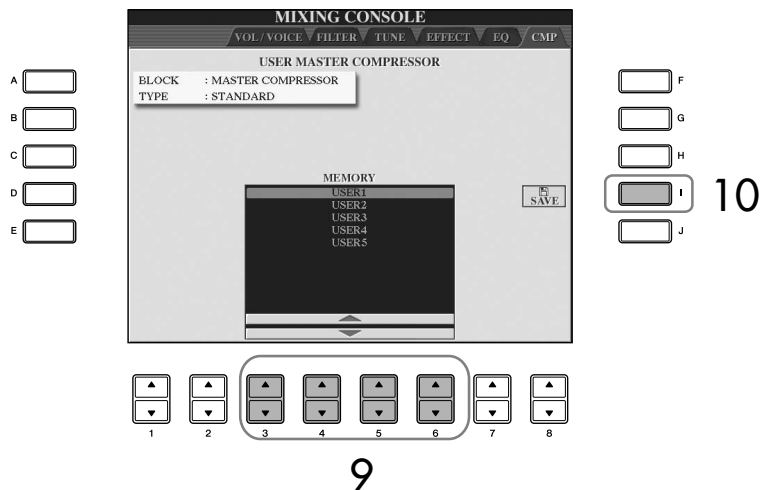 MIXING CONSOLE
VOL / VOICE FILTER TUNE EFFECT EQ CMP
USER MASTER COMPRESSOR
BLOCK : MASTER COMPRESSOR
TYPE : STANDARD
MEMORY
USER1
USER2
USER3
USER4
USER5
SAVE
A
B
C
D
E
F
G
H
I
J
10
1 2 3 4 5 6 7 8
9